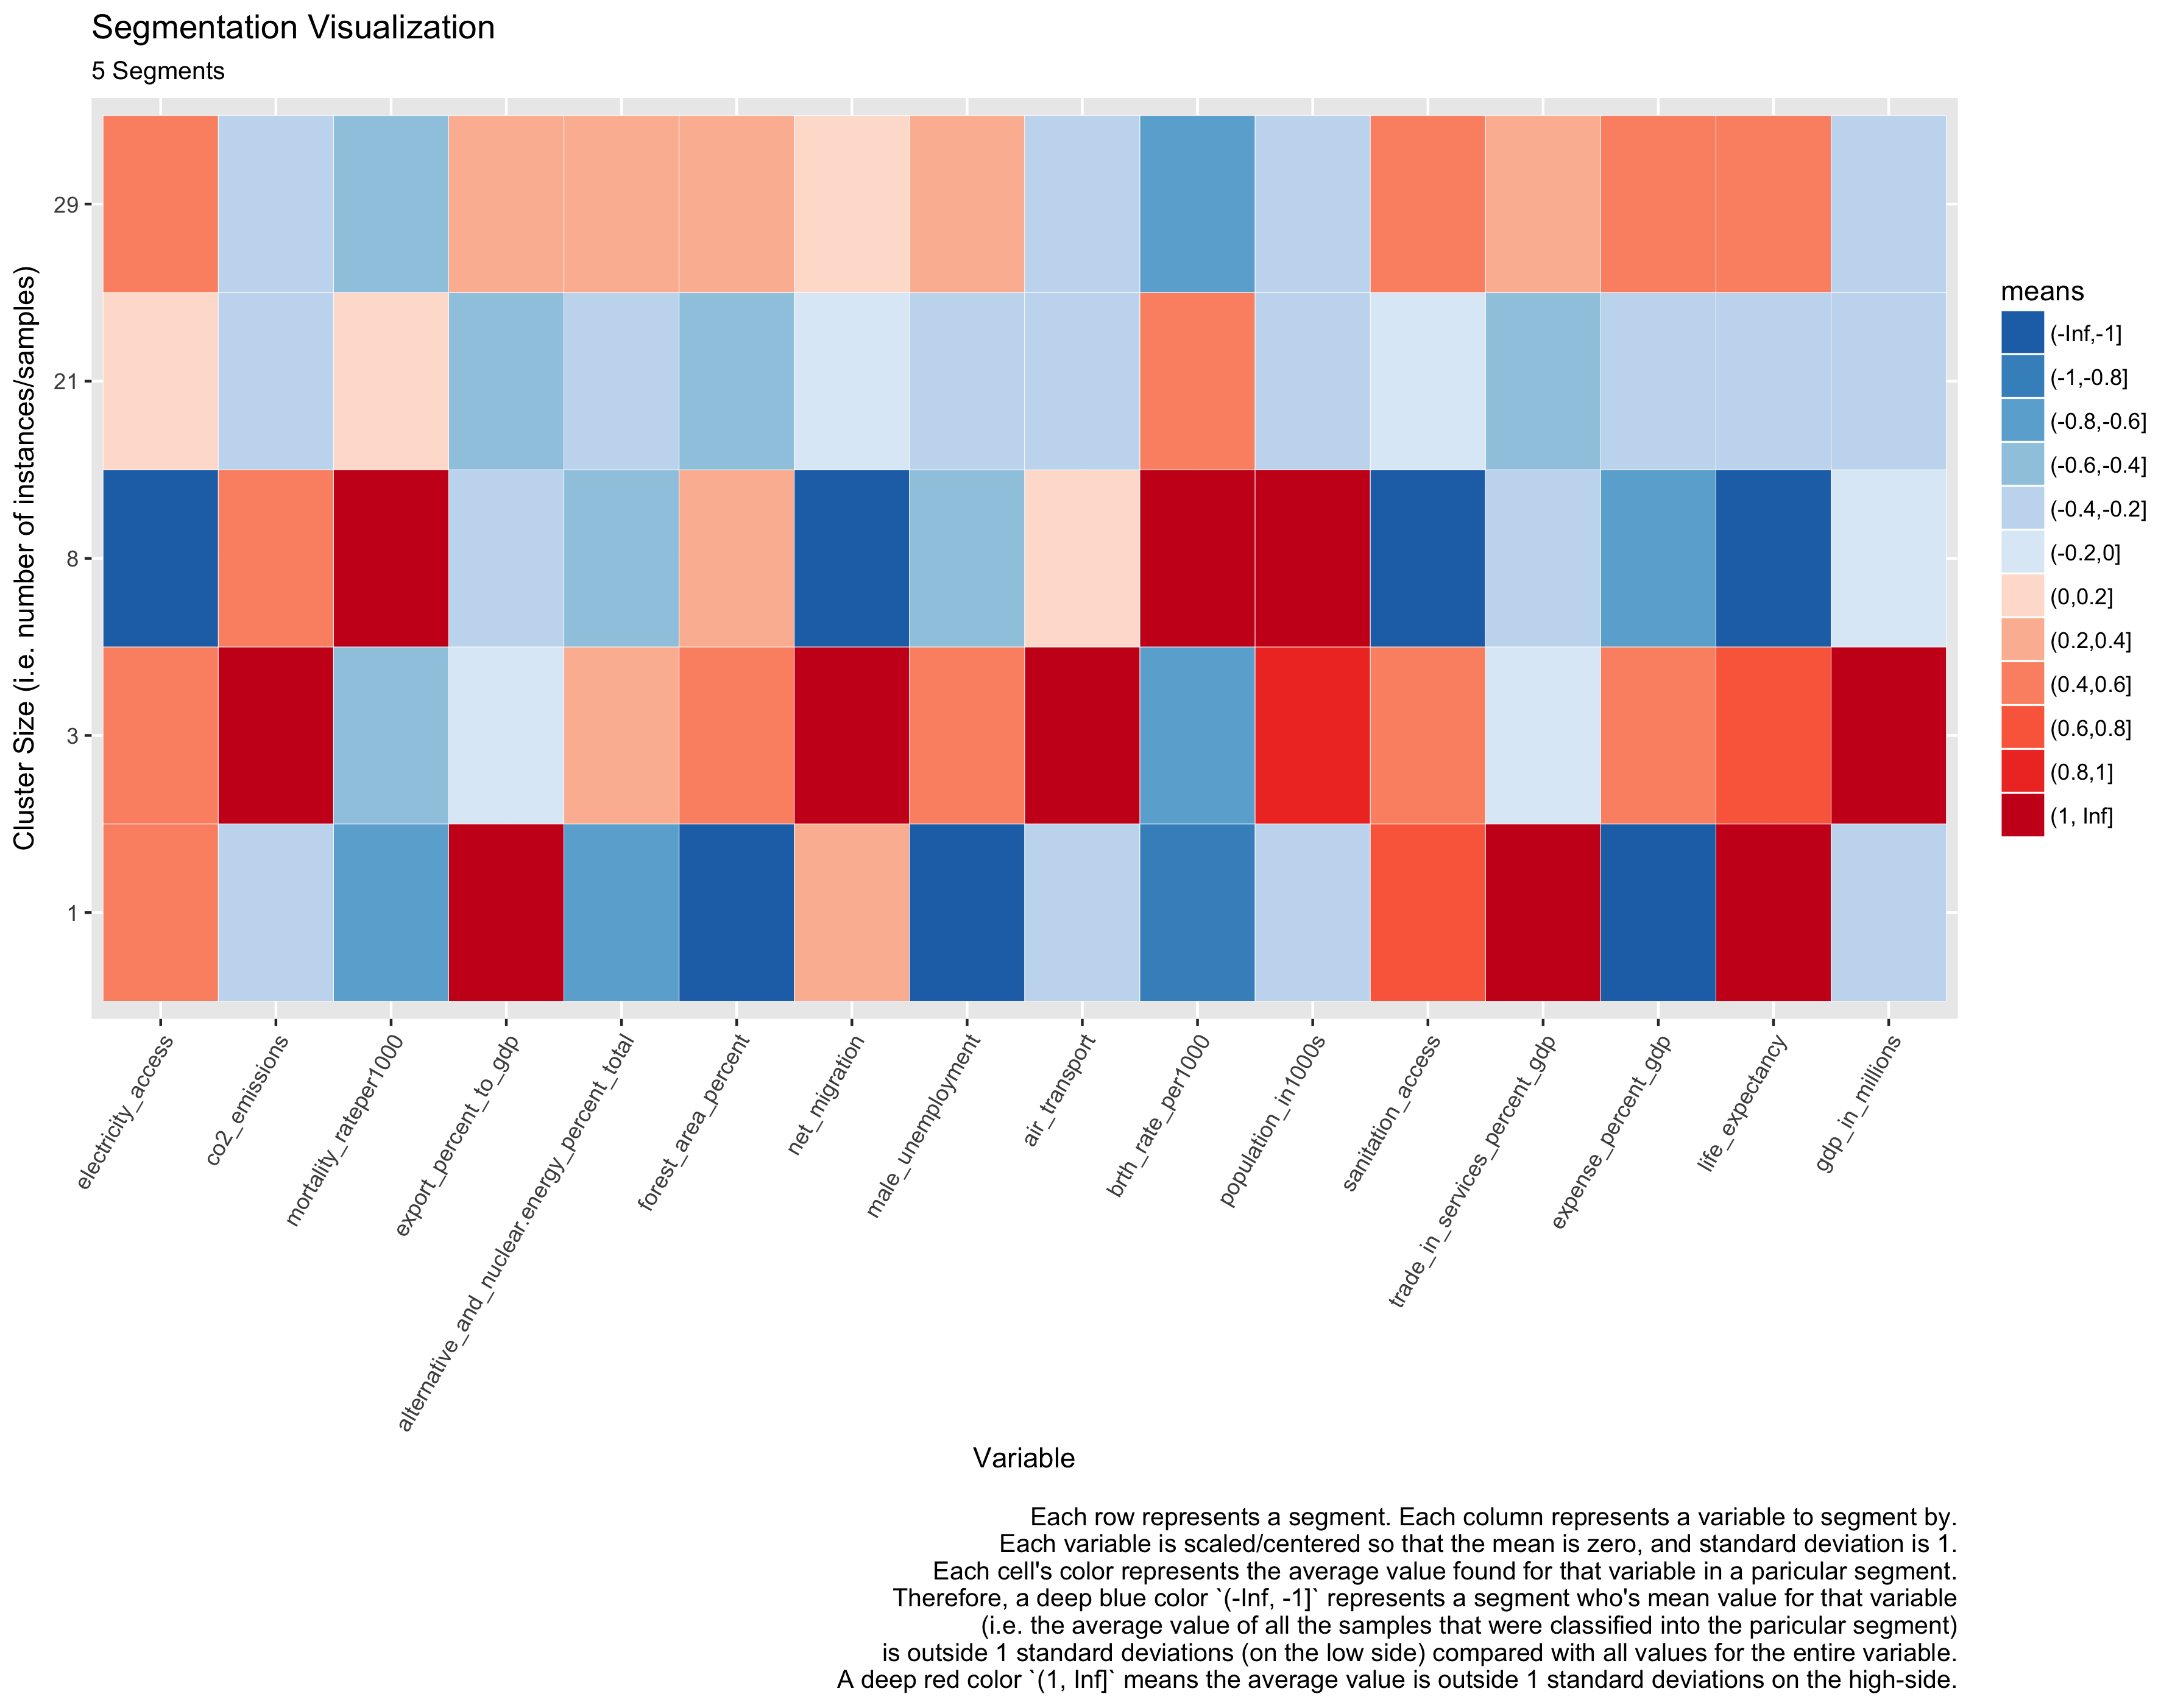 Segmentation Visualization
5 Segments
Cluster Size (i.e. number of instances/samples)
29
21
8
3
1
electricity_access
co2_emissions
mortality_rateper1000
export_percent_to_gdp
alternative_and_nuclear.energy_percent_total
forest_area_percent
net_migration
male_unemployment
air_transport
brth_rate_per1000
population_in1000s
sanitation_access
trade_in_services_percent_gdp
expense_percent_gdp
life_expectancy
gdp_in_millions
Variable
means
(-Inf,-1]
(-1,-0.8]
(-0.8,-0.6]
(-0.6,-0.4]
(-0.4,-0.2]
(-0.2,0]
(0,0.2]
(0.2,0.4]
(0.4,0.6]
(0.6,0.8]
(0.8,1]
(1, Inf]
Each row represents a segment. Each column represents a variable to segment by.
Each variable is scaled/centered so that the mean is zero, and standard deviation is 1.
Each cell's color represents the average value found for that variable in a paricular segment.
Therefore, a deep blue color `(-Inf, -1]` represents a segment who's mean value for that variable
(i.e. the average value of all the samples that were classified into the paricular segment)
is outside 1 standard deviations (on the low side) compared with all values for the entire variable.
A deep red color `(1, Inf]` means the average value is outside 1 standard deviations on the high-side.